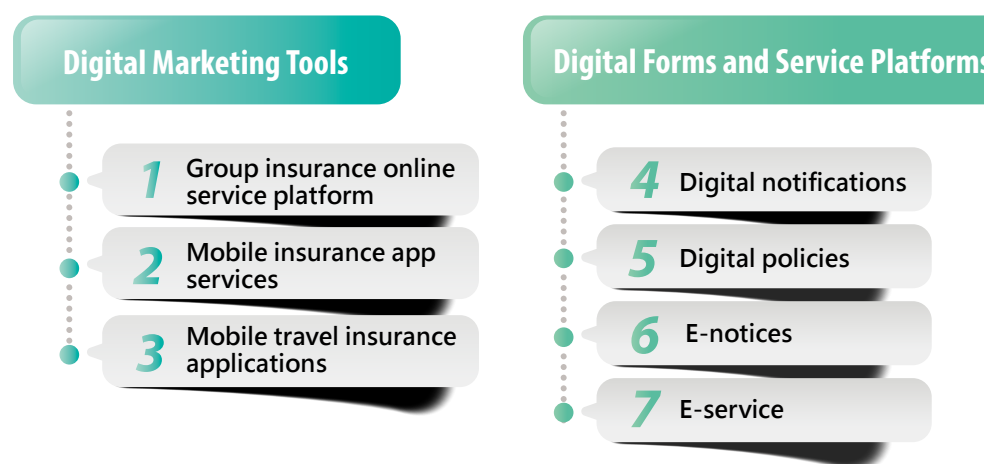 Digital Marketing Tools
1 Group insurance online
service platform
2 Mobile insurance app
services
3 Mobile travel insurance
applications
Digital Forms and Service Platforms
4 Digital notifications
5 Digital policies
6 E-notices
7 E-service